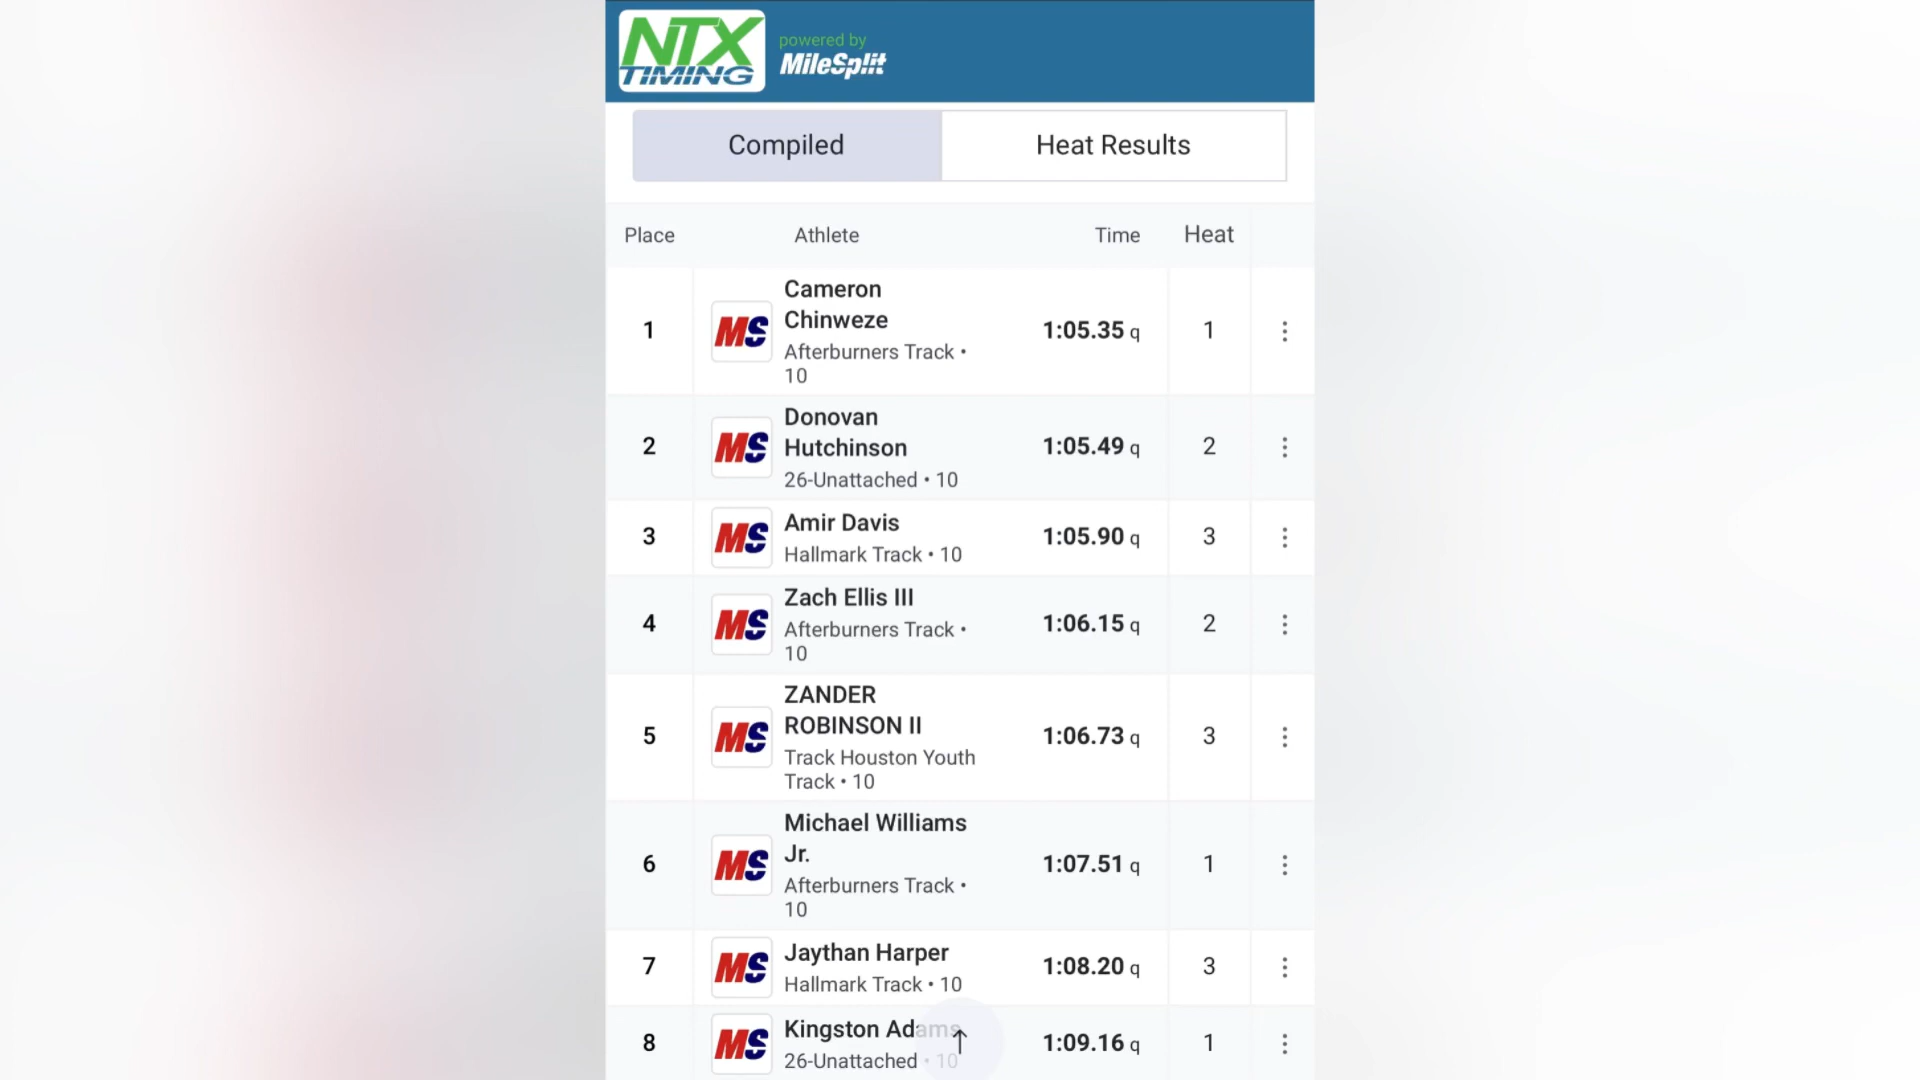 NTX
TIMING
powered by
MileSplit
Compiled
Heat Results
Place Athlete Time Heat
1
MS
Cameron
Chinweze
Afterburners Track •
10
1:05.35 q
1
2
MS
Donovan
Hutchinson
26-Unattached • 10
1:05.49 q
2
3
MS
Amir Davis
Hallmark Track • 10
1:05.90 q
3
4
MS
Zach Ellis III
Afterburners Track •
10
1:06.15 q
2
5
MS
ZANDER
ROBINSON II
Track Houston Youth
Track • 10
1:06.73 q
3
6
MS
Michael Williams
Jr.
Afterburners Track •
10
1:07.51 q
1
7
MS
Jaythan Harper
Hallmark Track • 10
1:08.20 q
3
8
MS
Kingston Adams
26-Unattached • 10
1:09.16 q
1